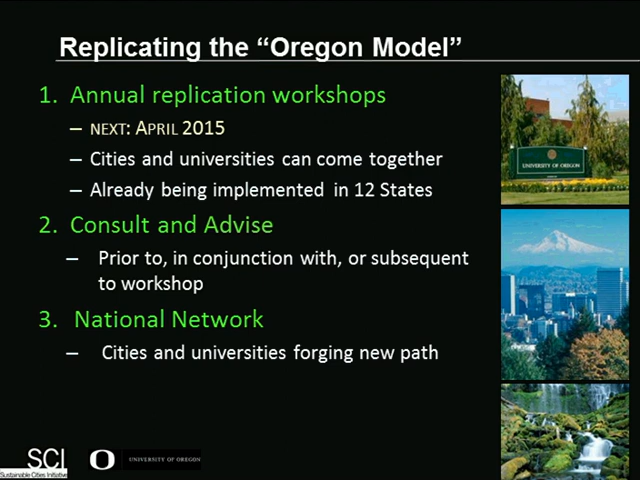 Replicating the “Oregon Model”
1. Annual replication workshops
– NEXT: APRIL 2015
– Cities and universities can come together
– Already being implemented in 12 States
2. Consult and Advise
– Prior to, in conjunction with, or subsequent
to workshop
3. National Network
– Cities and universities forging new path
UNIVERSITY OF OREGON
SCI
Sustainable Cities Initiative
O
UNIVERSITY OF OREGON